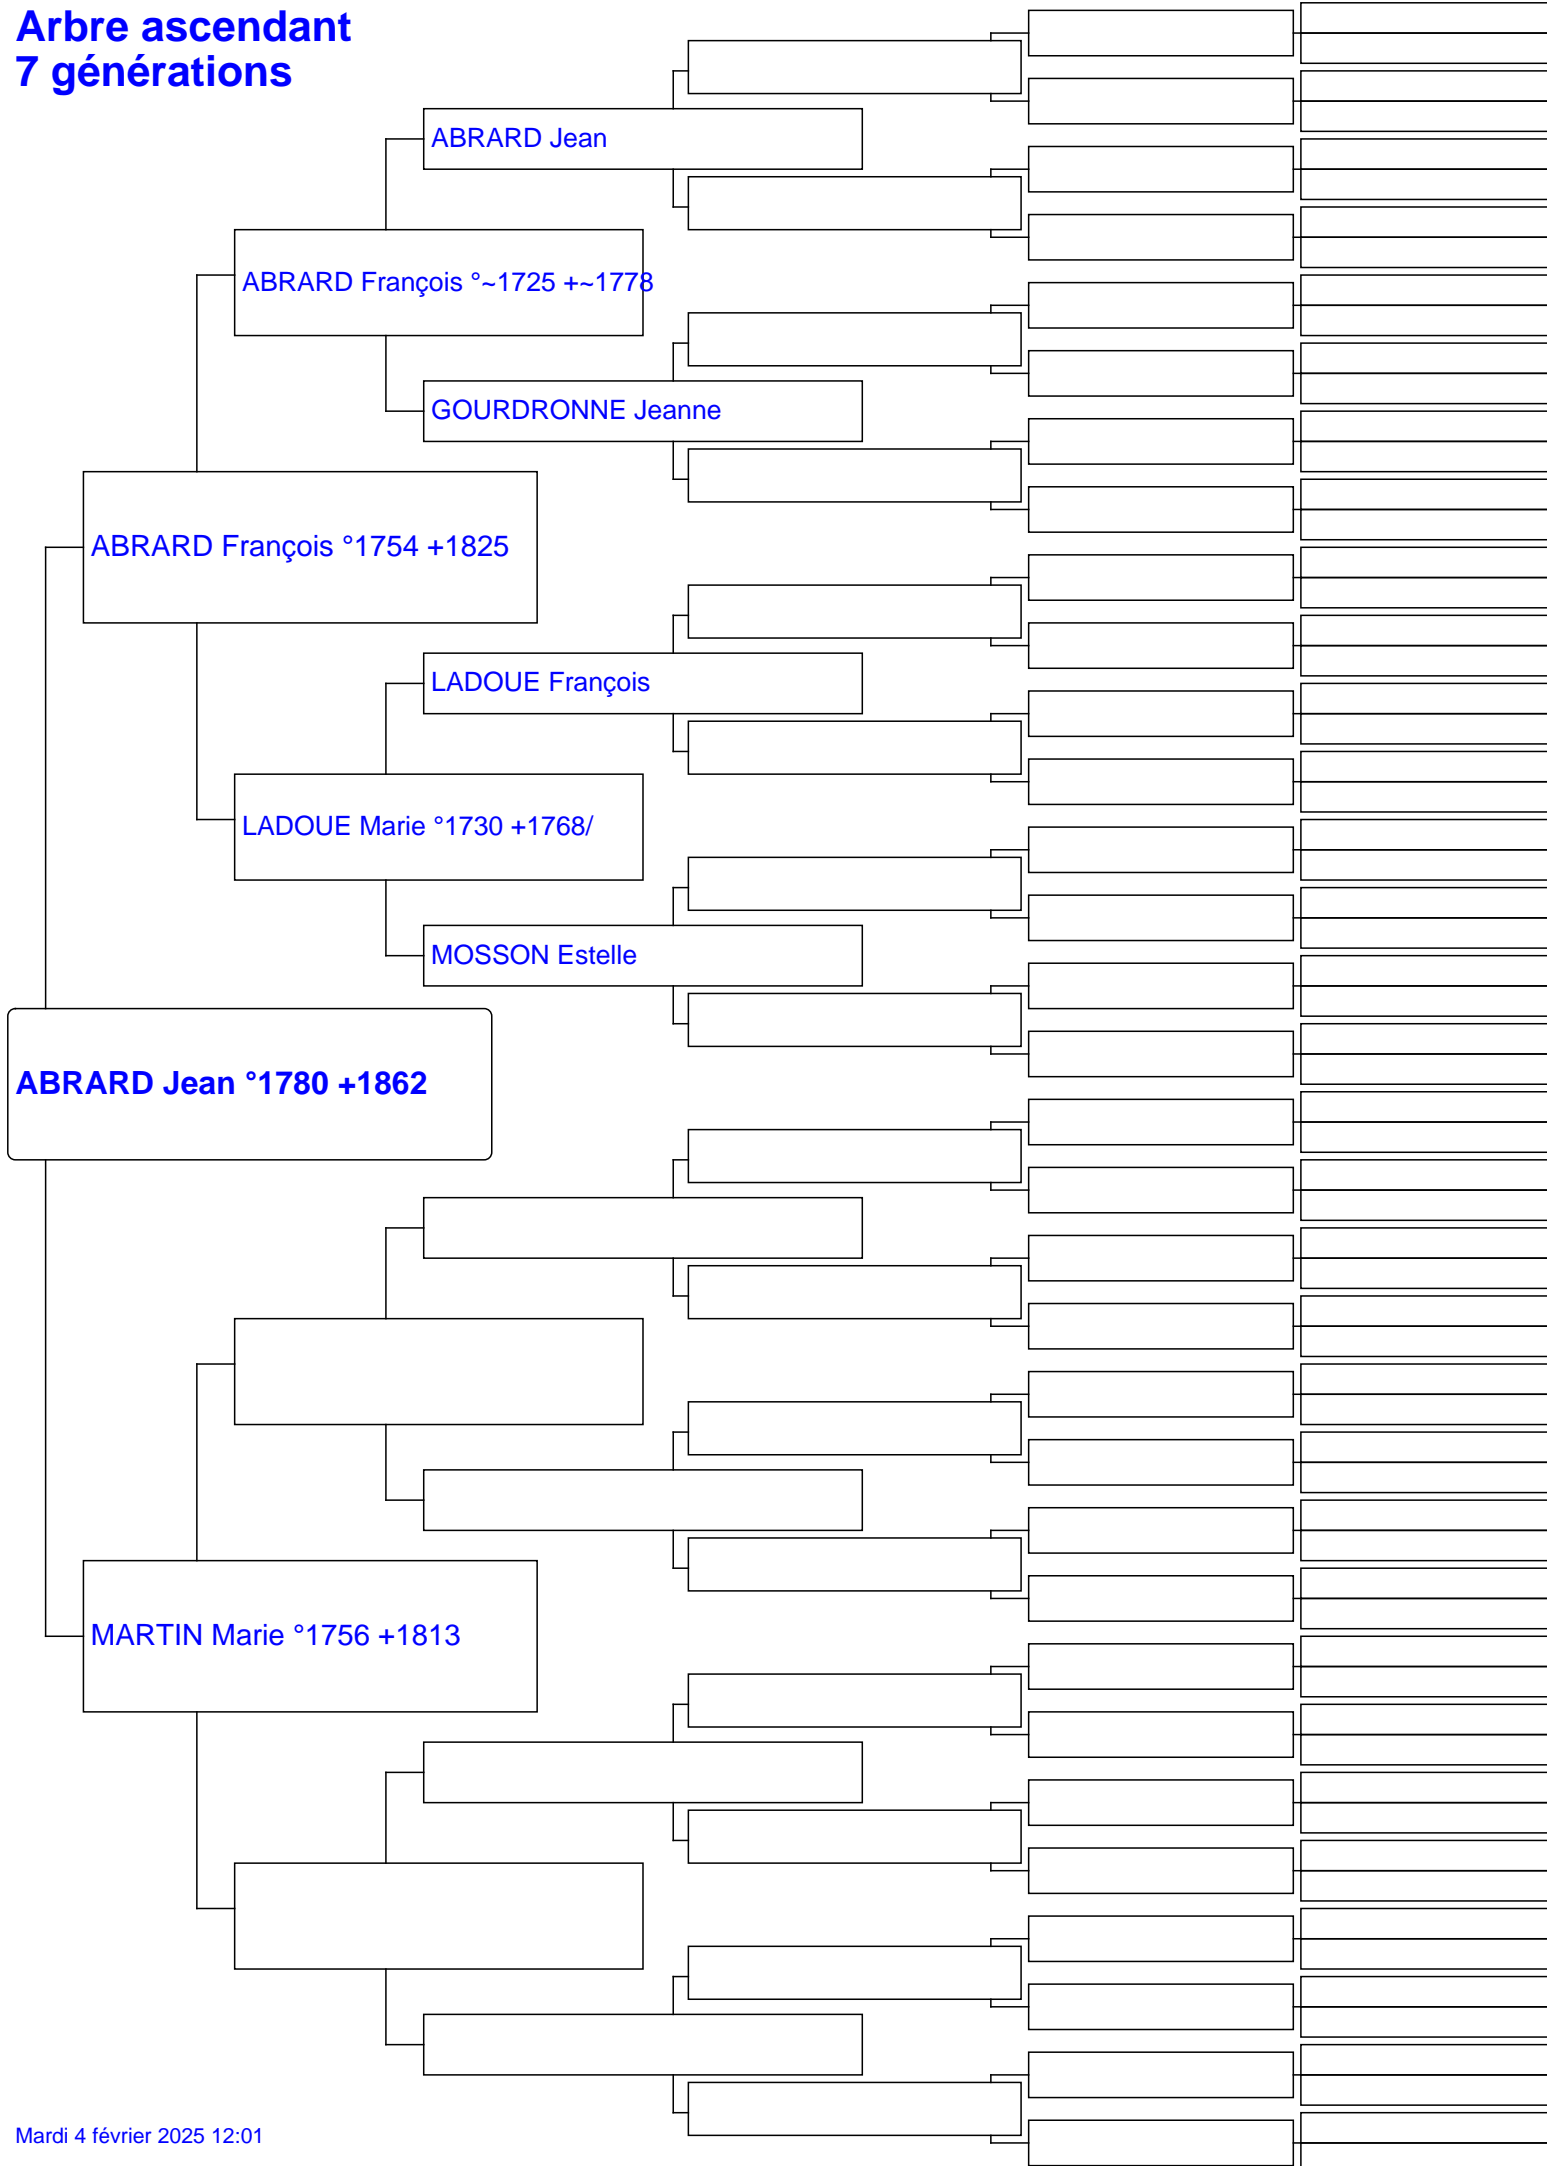 Arbre ascendant
7 générations
ABRARD Jean
ABRARD François °~1725 +~1778
GOURDRONNE Jeanne
ABRARD François °1754 +1825
LADOUE François
LADOUE Marie °1730 +1768/
MOSSON Estelle
ABRARD Jean °1780 +1862
MARTIN Marie °1756 +1813
Mardi 4 février 2025 12:01